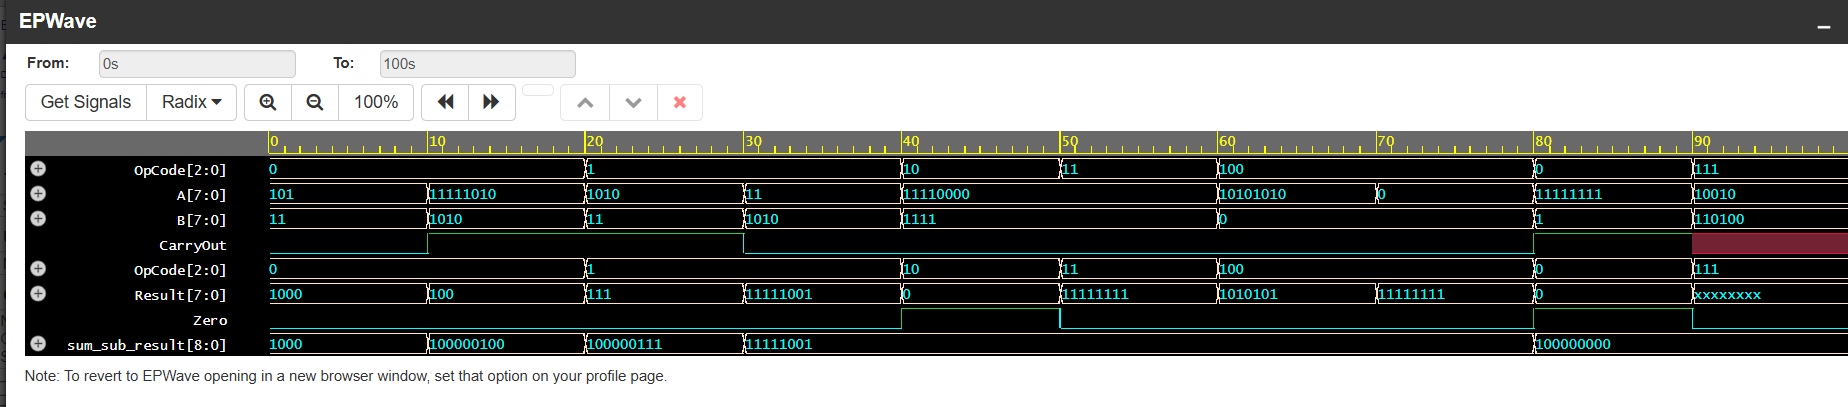 EPWave
From: 0s To: 100s
Get Signals Radix 100%
0 10 20 30 40 50 60 70 80 90
OpCode[2:0] 0 1 10 11 100 0 111
A[7:0] 101 11111010 1010 11 11110000 10101010 0 11111111 10010
B[7:0] 11 1010 11 1010 1111 0 1 110100
CarryOut
OpCode[2:0] 0 1 10 11 100 0 111
Result[7:0] 1000 100 111 11111001 0 11111111 1010101 11111111 0 xxxxxxxx
Zero
sum_sub_result[8:0] 1000 100000100 100000111 11111001 100000000
Note: To revert to EPWave opening in a new browser window, set that option on your profile page.